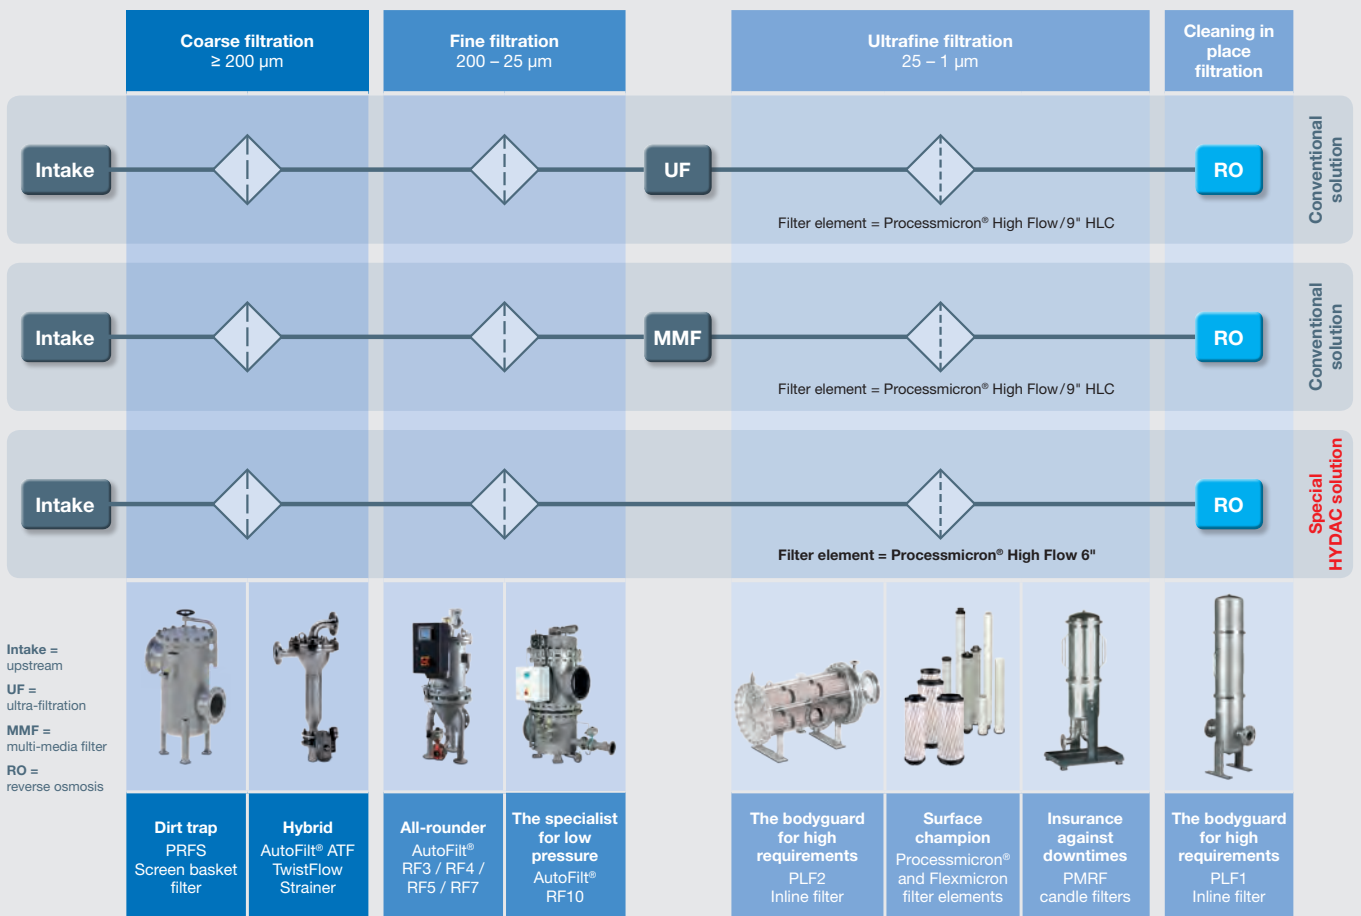 Coarse filtration
≥ 200 µm
Fine filtration
200 – 25 µm
Ultrafine filtration
25 – 1 µm
Cleaning in
place
filtration
Intake
UF
RO
Filter element = Processmicron® High Flow/9" HLC
Conventional
solution
Intake
MMF
RO
Filter element = Processmicron® High Flow/9" HLC
Conventional
solution
Intake
RO
Filter element = Processmicron® High Flow 6"
Special
HYDAC solution
Intake =
upstream
UF =
ultra-filtration
MMF =
multi-media filter
RO =
reverse osmosis
Dirt trap
PRFS
Screen basket
filter
Hybrid
AutoFilt® ATF
TwistFlow
Strainer
All-rounder
AutoFilt®
RF3 / RF4 /
RF5 / RF7
The specialist
for low
pressure
AutoFilt®
RF10
The bodyguard
for high
requirements
PLF2
Inline filter
Surface
champion
Processmicron®
and Flexmicron
filter elements
Insurance
against
downtimes
PMRF
candle filters
The bodyguard
for high
requirements
PLF1
Inline filter